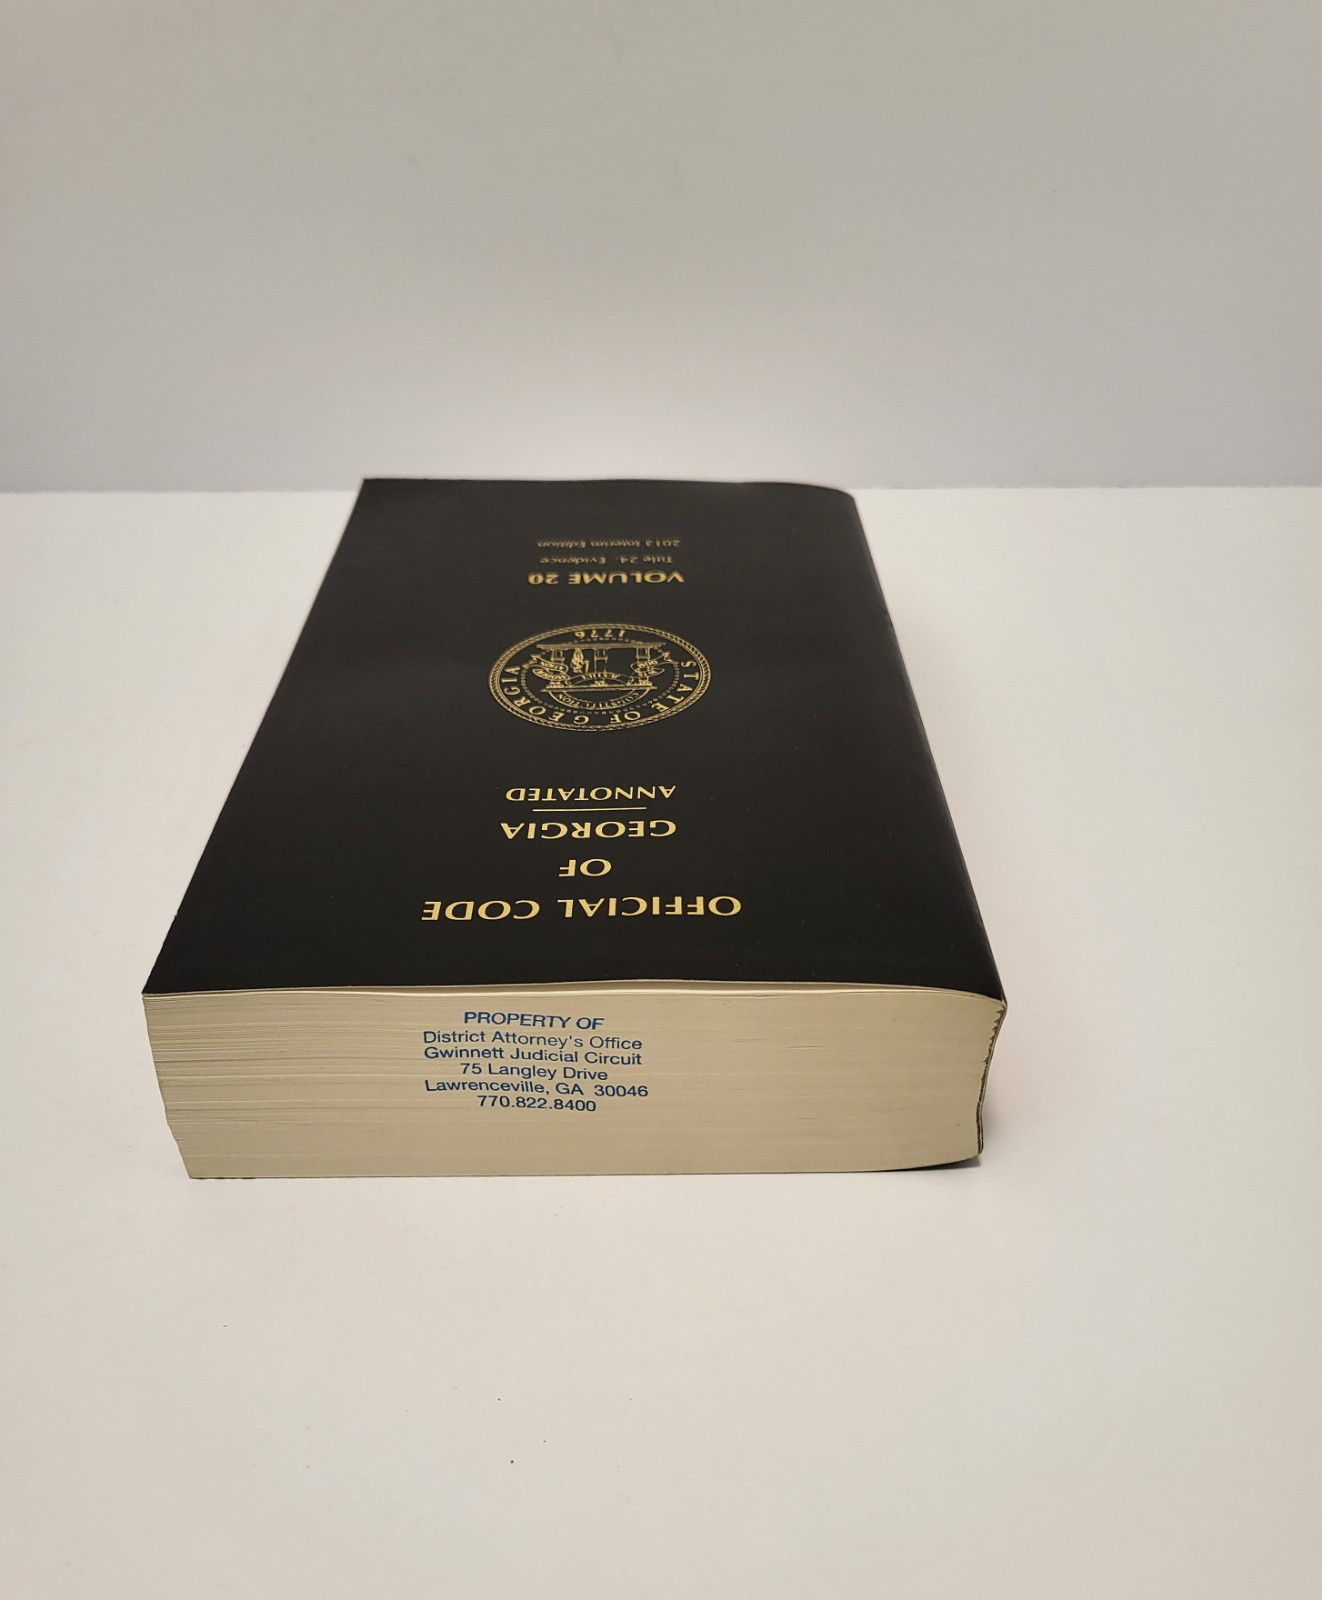 OFFICIAL CODE
OF
GEORGIA
ANNOTATED
STATE OF GEORGIA
CONSTITUTION
1776
VOLUME 20
Title 24. Evidence
2013 Interim Edition
PROPERTY OF
District Attorney's Office
Gwinnett Judicial Circuit
75 Langley Drive
Lawrenceville, GA 30046
770.822.8400